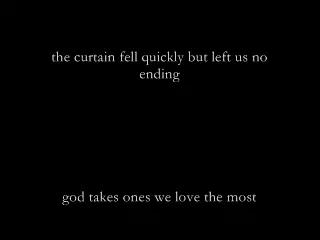 the curtain fell quickly but left us no
ending
god takes ones we love the most